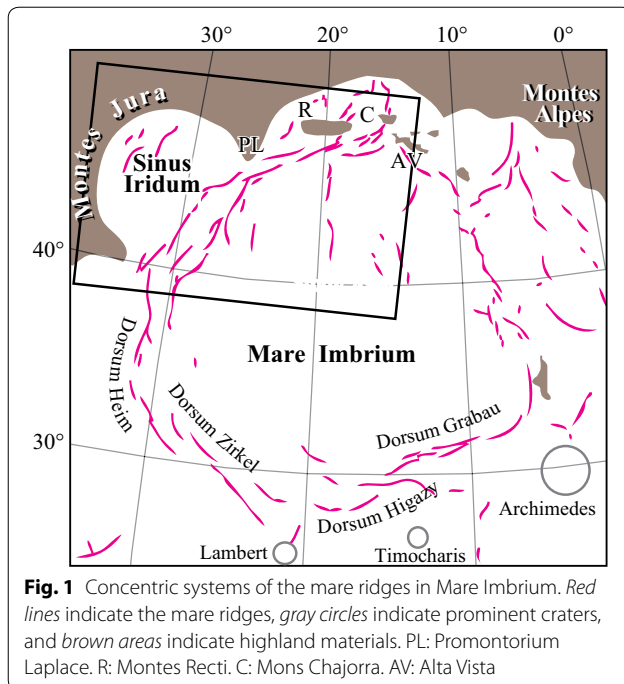 30°
20°
10°
0°
Montes Jura
Montes
Alpes
R
C
PL
AV
Sinus
Iridum
40°
Mare Imbrium
Dorsum Heim
Dorsum Zirkel
Dorsum Grabau
30°
Dorsum Higazy
Archimedes
Lambert
Timocharis
Fig. 1 Concentric systems of the mare ridges in Mare Imbrium. Red
lines indicate the mare ridges, gray circles indicate prominent craters,
and brown areas indicate highland materials. PL: Promontorium
Laplace. R: Montes Recti. C: Mons Chajorra. AV: Alta Vista